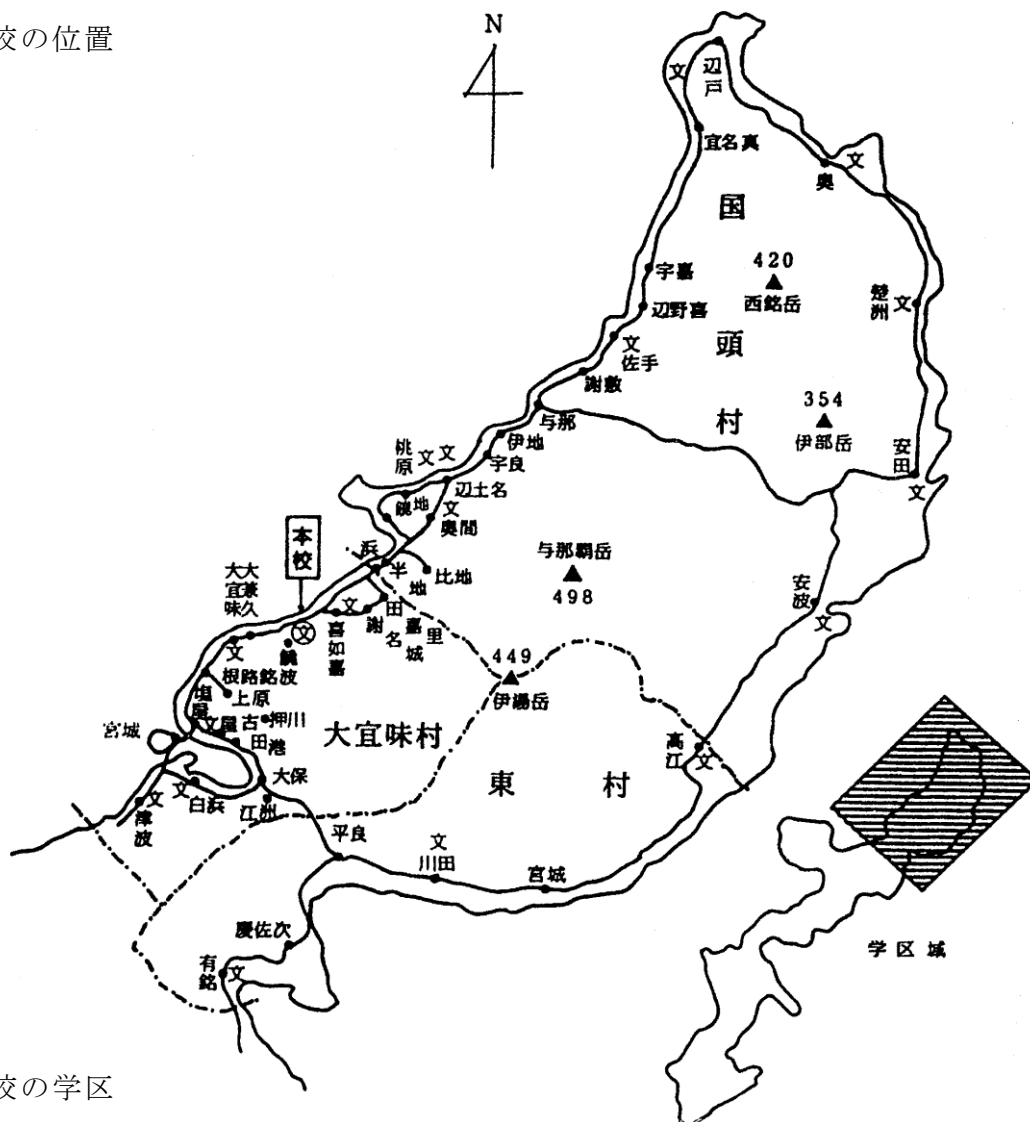 校の位置
N
文
辺戸
宜名真
奥
文
国頭村
宇嘉
420
西銘岳
楚洲
文
辺野喜
文
佐手
謝敷
354
伊部岳
与那
伊地
宇良
桃原
文
文
辺土名
安田
文
鏡地
文
奥間
本校
浜
半地
比地
与那覇岳
498
安波
文
大宜味
大兼久
文
喜如嘉
文
謝名城
田嘉里
文
饒波
文
根路銘
上原
449
伊湯岳
塩屋
文
屋古
押川
田港
宮城
大宜味村
高江
文
東村
大保
江洲
文
白浜
文
津波
平良
文
川田
宮城
慶佐次
有銘
文
学区域
校の学区